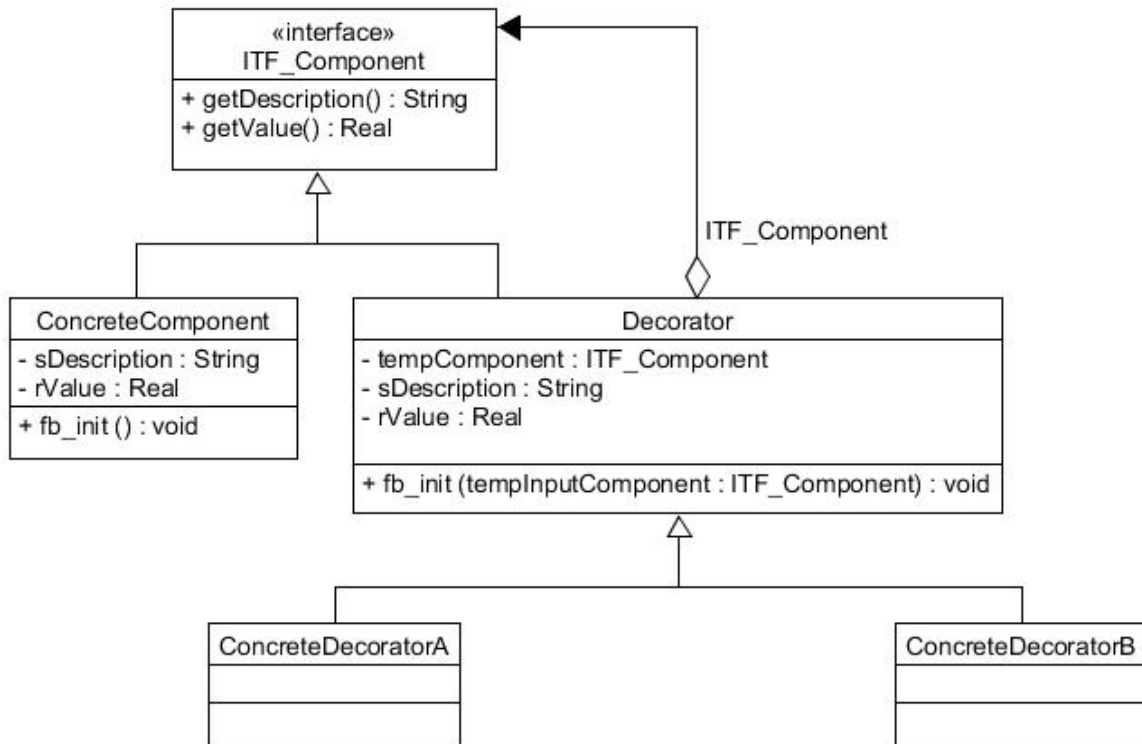 «interface»
ITF_Component
+ getDescription() : String
+ getValue() : Real
ITF_Component
ConcreteComponent
- sDescription : String
- rValue : Real
+ fb_init () : void
Decorator
- tempComponent : ITF_Component
- sDescription : String
- rValue : Real
+ fb_init (tempInputComponent : ITF_Component) : void
ConcreteDecoratorA
ConcreteDecoratorB